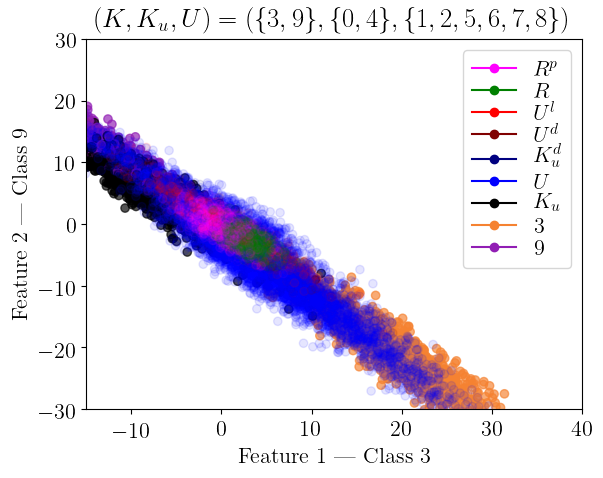 (K, K_u, U) = ({3, 9}, {0, 4}, {1, 2, 5, 6, 7, 8})
30
20
10
0
−10
−20
−30
Feature 2 — Class 9
−10
0
10
20
30
40
Feature 1 — Class 3
R^p
R
U^l
U^d
K_u^d
U
K_u
3
9